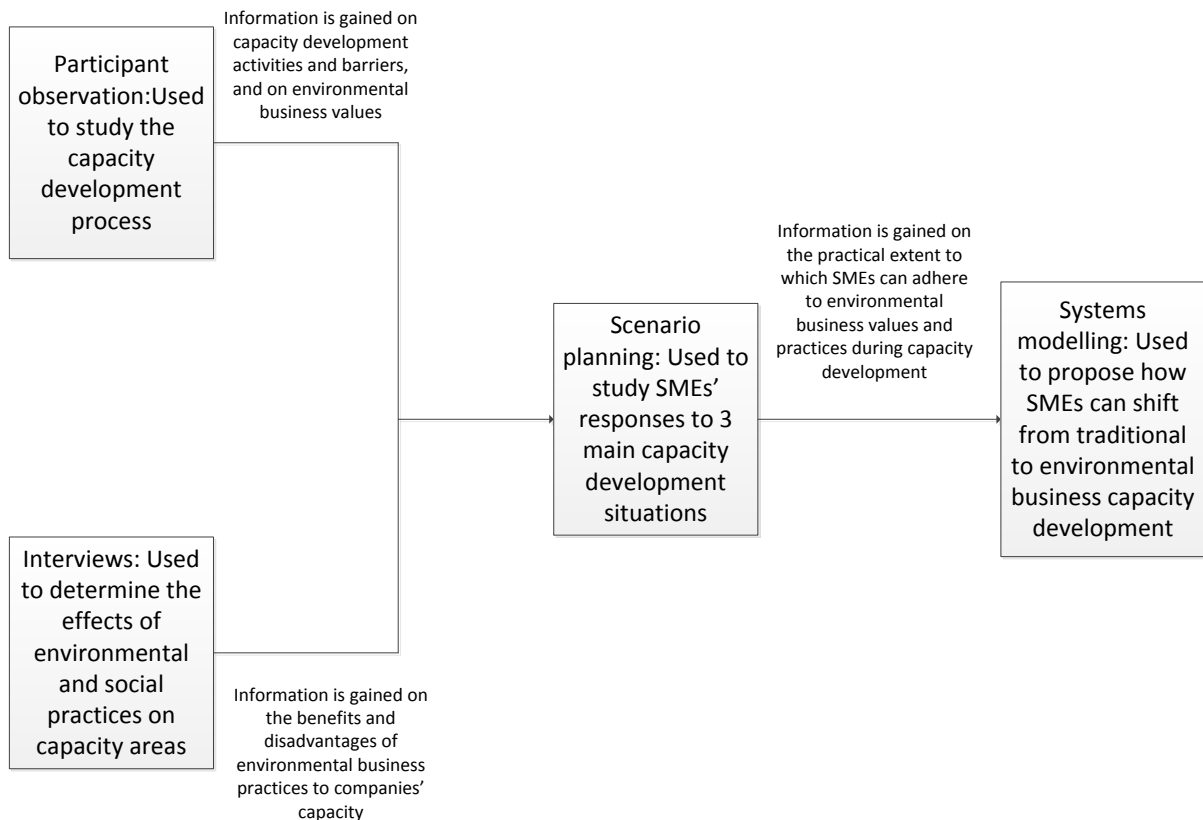 Information is gained on
capacity development
activities and barriers,
and on environmental
business values
Participant
observation:Used
to study the
capacity
development
process
Information is gained on
the practical extent to
which SMEs can adhere
to environmental
business values and
practices during capacity
development
Scenario
planning: Used to
study SMEs’
responses to 3
main capacity
development
situations
Systems
modelling: Used
to propose how
SMEs can shift
from traditional
to environmental
business capacity
development
Interviews: Used
to determine the
effects of
environmental
and social
practices on
capacity areas
Information is gained on
the benefits and
disadvantages of
environmental business
practices to companies’
capacity